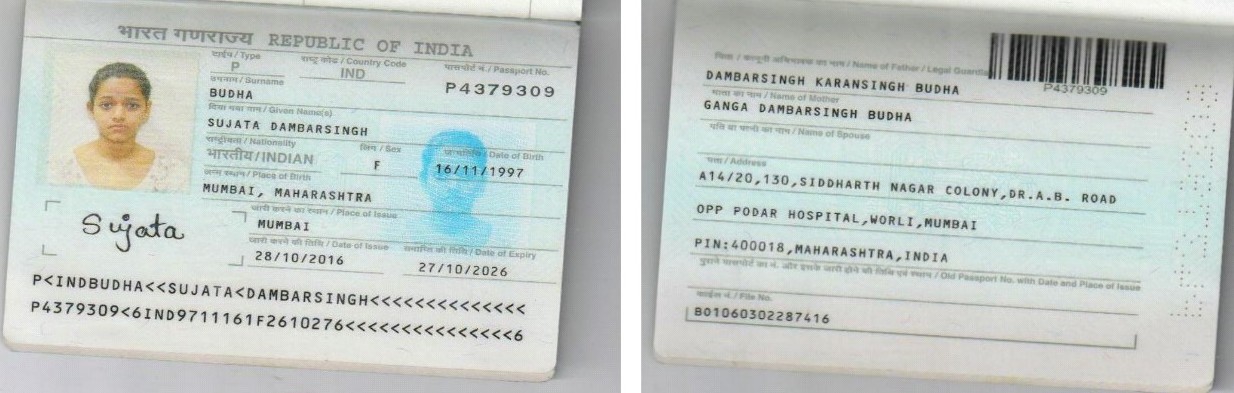 भारत गणराज्य REPUBLIC OF INDIA
टाईप / Type
P
राष्ट्र कोड / Country Code
IND
पासपोर्ट नं. / Passport No.
P4379309
उपनाम / Surname
BUDHA
दिया गया नाम / Given Name(s)
SUJATA DAMBARSINGH
राष्ट्रीयता / Nationality
भारतीय/INDIAN
लिंग / Sex
F
जन्मतिथि / Date of Birth
16/11/1997
जन्म स्थान / Place of Birth
MUMBAI, MAHARASHTRA
जारी करने का स्थान / Place of Issue
MUMBAI
Sujata
जारी करने की तिथि / Date of Issue
28/10/2016
समाप्ति की तिथि / Date of Expiry
27/10/2026
P<INDBUDHA<<SUJATA<DAMBARSINGH<<<<<<<<<<<<<<
P4379309<6IND9711161F2610276<<<<<<<<<<<<<<<6
पिता / कानूनी अभिभावक का नाम / Name of Father / Legal Guardia
DAMBARSINGH KARANSINGH BUDHA
P4379309
माता का नाम / Name of Mother
GANGA DAMBARSINGH BUDHA
पति या पत्नी का नाम / Name of Spouse
पता / Address
A14/20,130,SIDDHARTH NAGAR COLONY,DR.A.B. ROAD
OPP PODAR HOSPITAL,WORLI,MUMBAI
PIN:400018,MAHARASHTRA,INDIA
पुराने पासपोर्ट का नं. और इसके जारी होने की तिथि एवं स्थान / Old Passport No. with Date and Place of Issue
फाईल नं. / File No.
B01060302287416